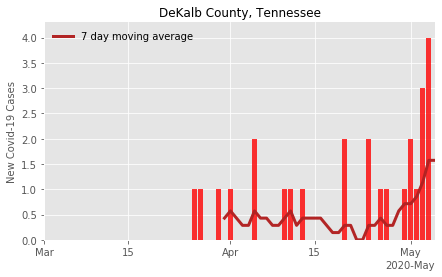 DeKalb County, Tennessee
7 day moving average
New Covid-19 Cases
4.0
3.5
3.0
2.5
2.0
1.5
1.0
0.5
0.0
Mar 15 Apr 15 May
2020-May